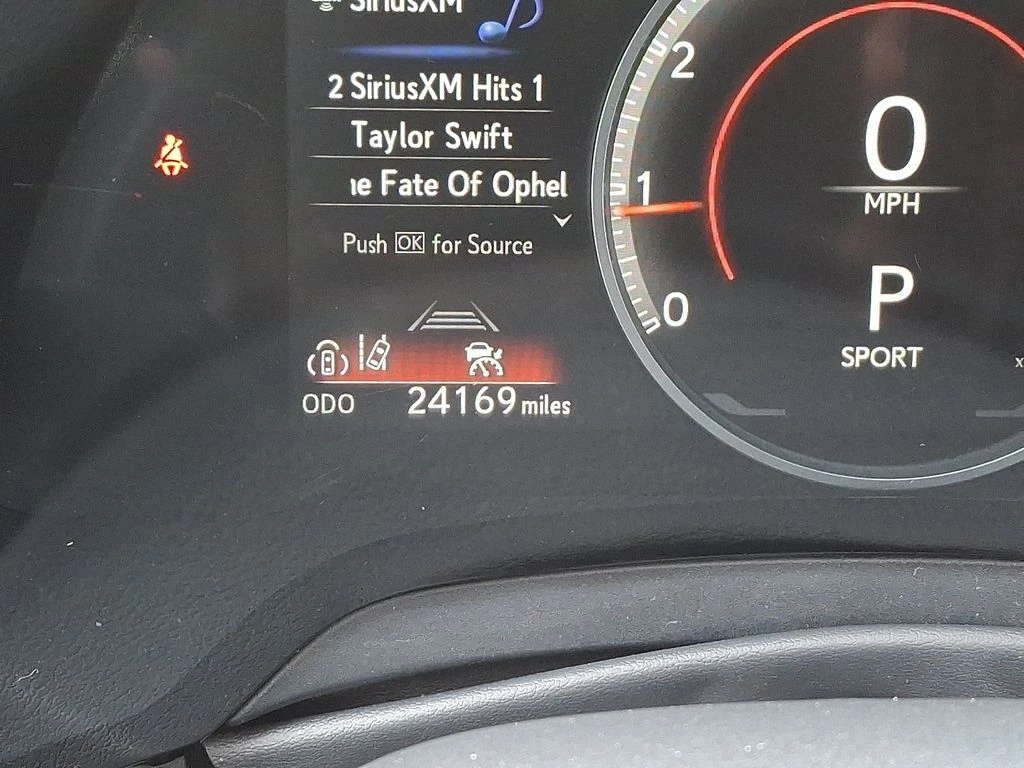 SiriusXM
2 SiriusXM Hits 1
Taylor Swift
ıe Fate Of Ophel
Push OK for Source
ODO 24169 miles
2
1
0
0
MPH
P
SPORT
x